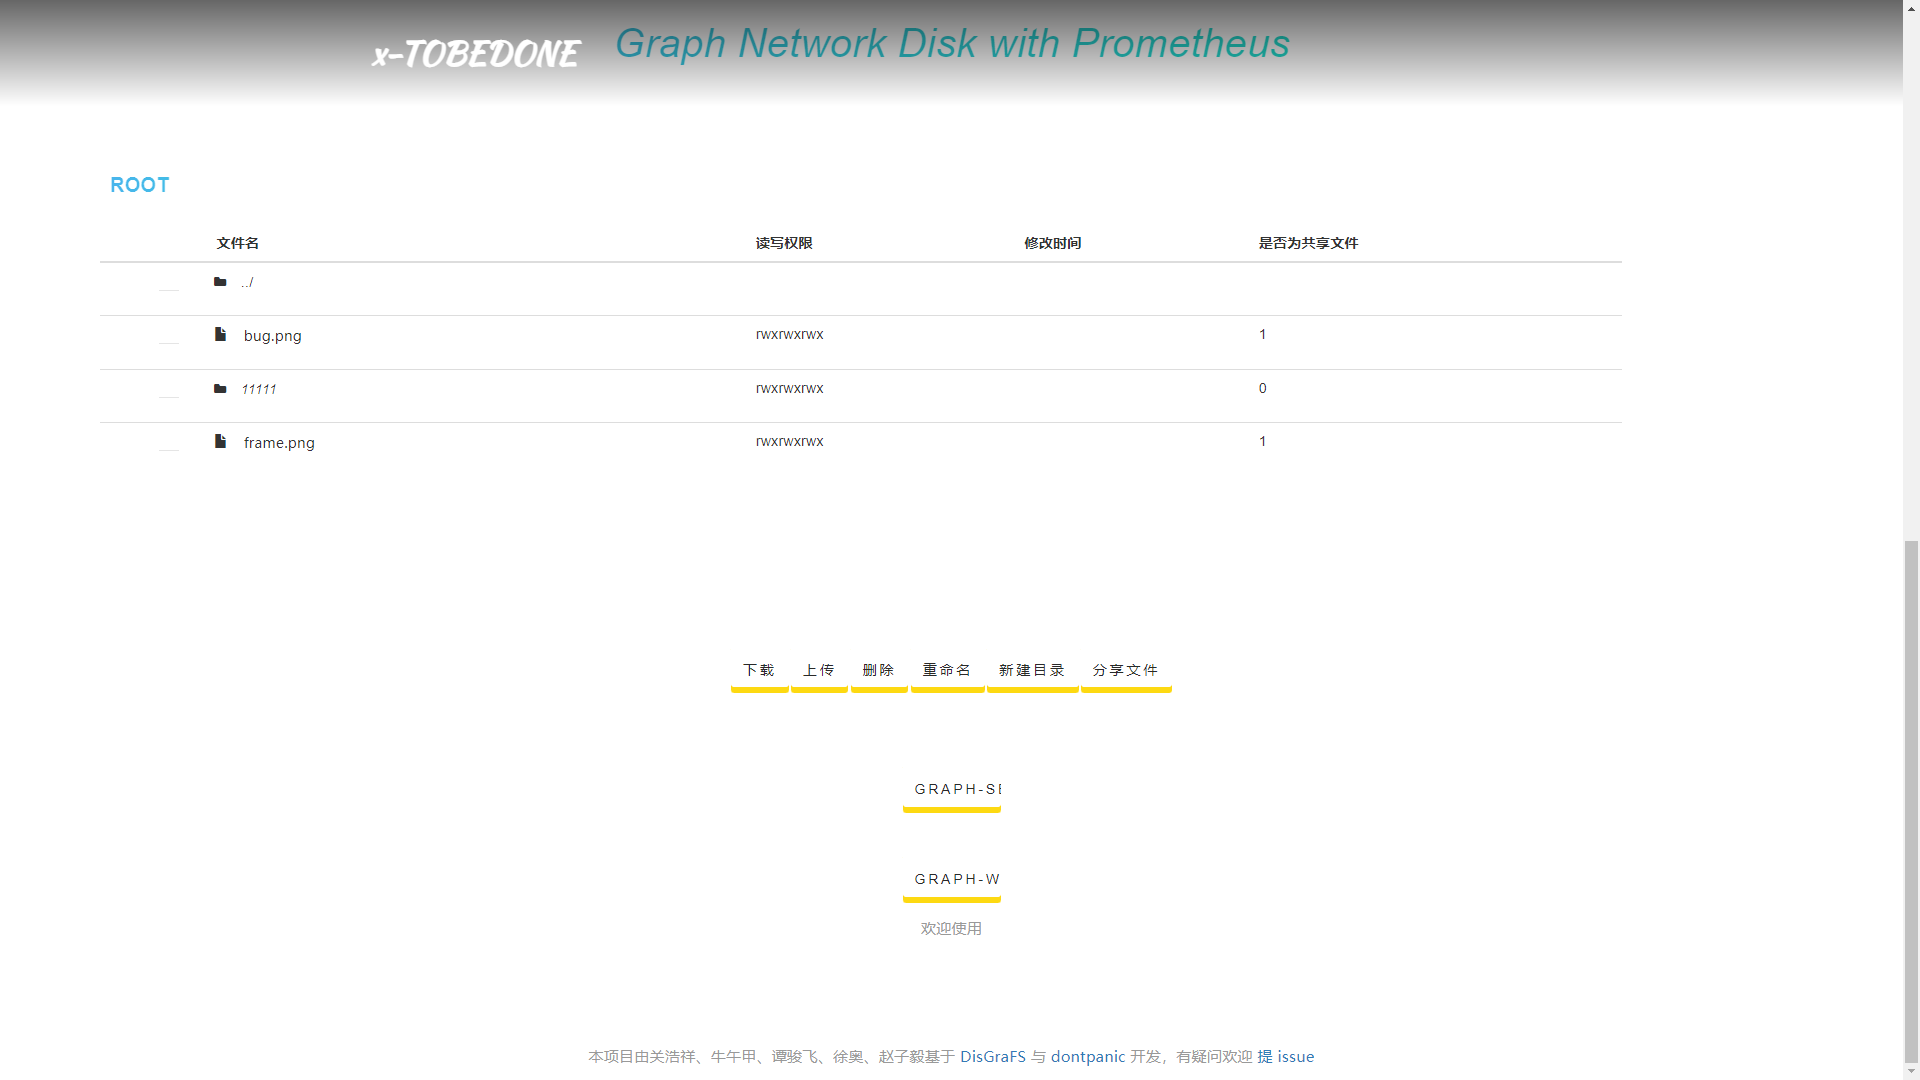 x-TOBEDONE Graph Network Disk with Prometheus
ROOT
文件名 读写权限 修改时间 是否为共享文件
../
bug.png rwxrwxrwx 1
11111 rwxrwxrwx 0
frame.png rwxrwxrwx 1
下载 上传 删除 重命名 新建目录 分享文件
GRAPH-SE
GRAPH-W
欢迎使用
本项目由关浩祥、牛午甲、谭骏飞、徐奥、赵子毅基于 DisGraFS 与 dontpanic 开发，有疑问欢迎 提 issue